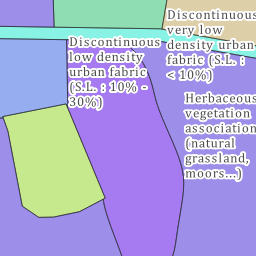 Discontinuous
very low
density urban
fabric (S.L. :
< 10%)
Discontinuous
low density
urban fabric
(S.L. : 10% -
30%)
Herbaceous
vegetation
association
(natural
grassland,
moors...)